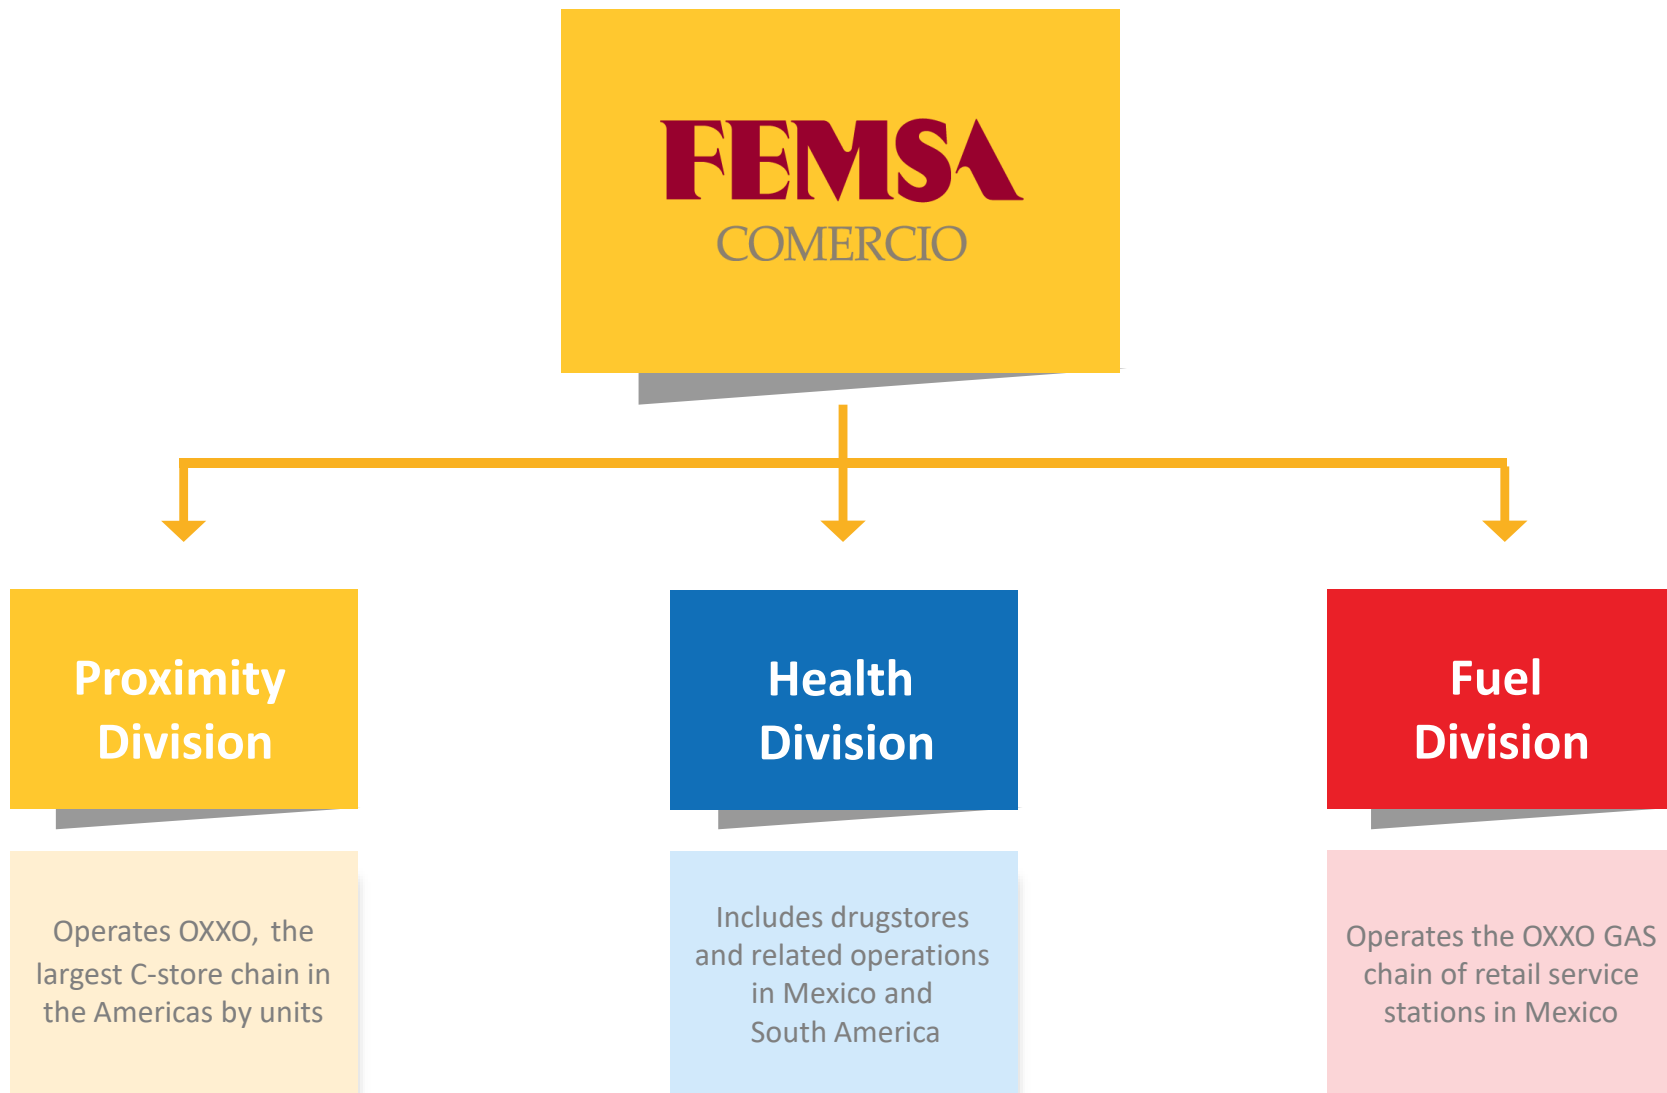 FEMSA
COMERCIO
Proximity
Division
Operates OXXO, the
largest C-store chain in
the Americas by units
Health
Division
Includes drugstores
and related operations
in Mexico and
South America
Fuel
Division
Operates the OXXO GAS
chain of retail service
stations in Mexico